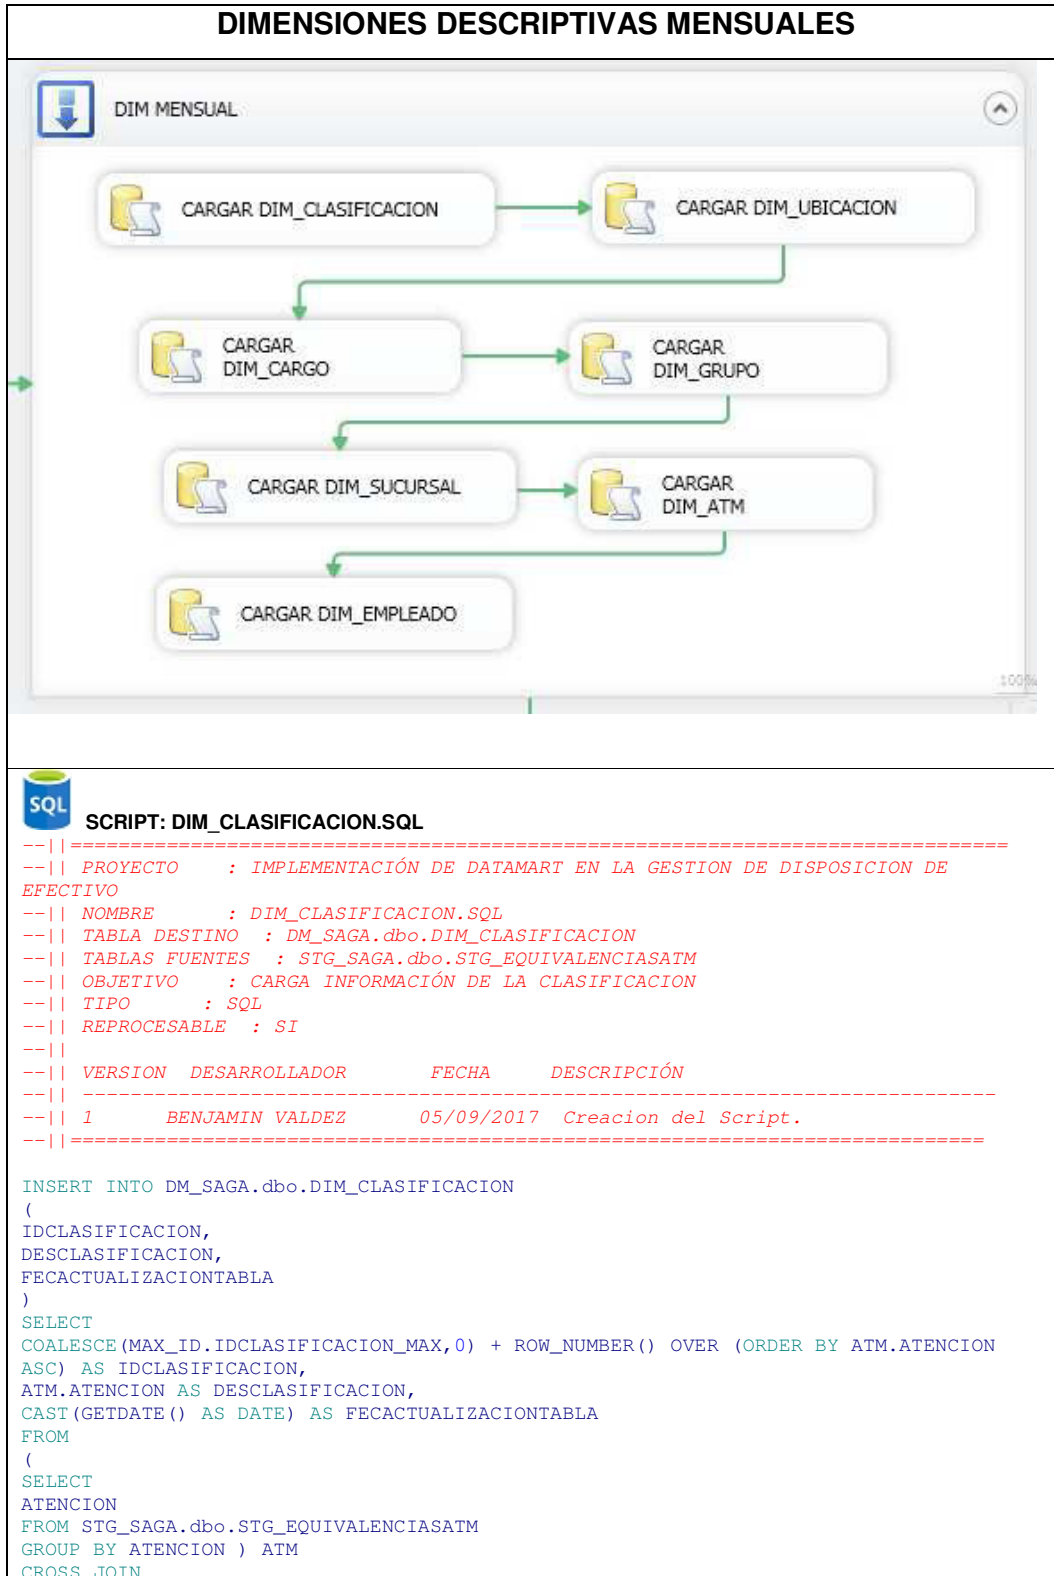 DIMENSIONES DESCRIPTIVAS MENSUALES
DIM MENSUAL
CARGAR DIM_CLASIFICACION
CARGAR DIM_UBICACION
CARGAR
DIM_CARGO
CARGAR
DIM_GRUPO
CARGAR DIM_SUCURSAL
CARGAR
DIM_ATM
CARGAR DIM_EMPLEADO
100%
SQL
SCRIPT: DIM_CLASIFICACION.SQL
--||==============================================================================
--|| PROYECTO    : IMPLEMENTACIÓN DE DATAMART EN LA GESTION DE DISPOSICION DE
EFECTIVO
--|| NOMBRE      : DIM_CLASIFICACION.SQL
--|| TABLA DESTINO  : DM_SAGA.dbo.DIM_CLASIFICACION
--|| TABLAS FUENTES  : STG_SAGA.dbo.STG_EQUIVALENCIASATM
--|| OBJETIVO    : CARGA INFORMACIÓN DE LA CLASIFICACION
--|| TIPO      : SQL
--|| REPROCESABLE  : SI
--||
--|| VERSION  DESARROLLADOR       FECHA     DESCRIPCIÓN
--|| ----------------------------------------------------------------------------
--|| 1      BENJAMIN VALDEZ      05/09/2017  Creacion del Script.
--||============================================================================
INSERT INTO DM_SAGA.dbo.DIM_CLASIFICACION
(
IDCLASIFICACION,
DESCLASIFICACION,
FECACTUALIZACIONTABLA
)
SELECT
COALESCE(MAX_ID.IDCLASIFICACION_MAX,0) + ROW_NUMBER() OVER (ORDER BY ATM.ATENCION
ASC) AS IDCLASIFICACION,
ATM.ATENCION AS DESCLASIFICACION,
CAST(GETDATE() AS DATE) AS FECACTUALIZACIONTABLA
FROM
(
SELECT
ATENCION
FROM STG_SAGA.dbo.STG_EQUIVALENCIASATM
GROUP BY ATENCION ) ATM
CROSS JOIN